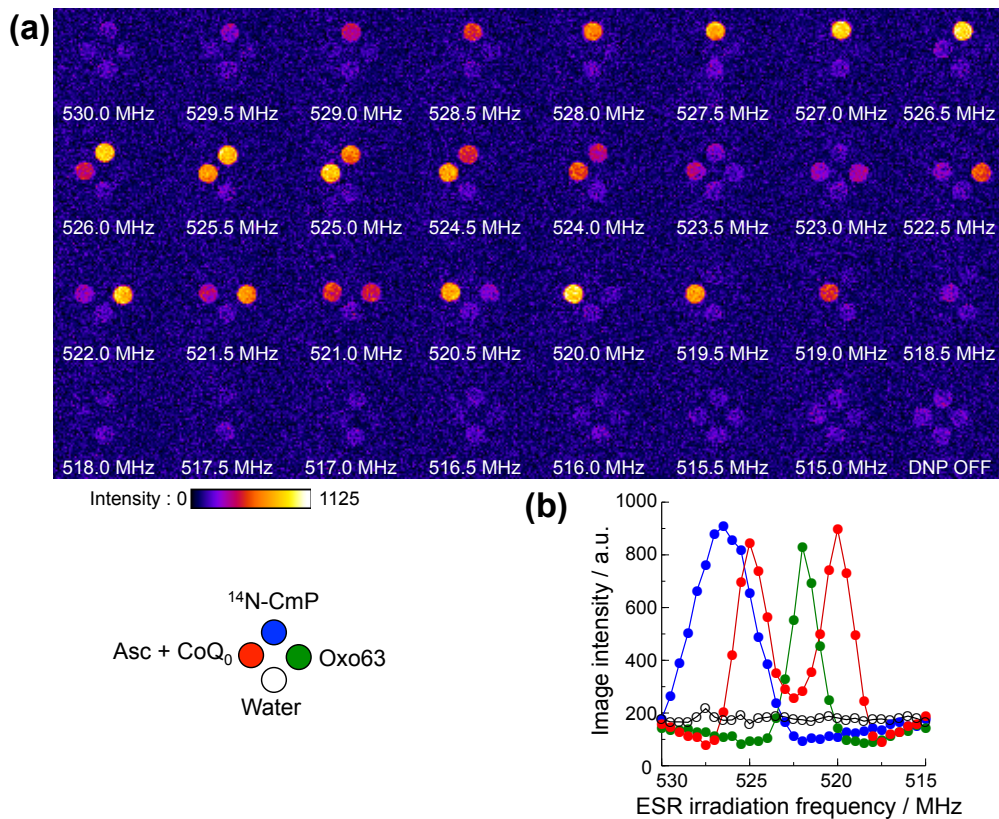 (a)
530.0 MHz 529.5 MHz 529.0 MHz 528.5 MHz 528.0 MHz 527.5 MHz 527.0 MHz 526.5 MHz
526.0 MHz 525.5 MHz 525.0 MHz 524.5 MHz 524.0 MHz 523.5 MHz 523.0 MHz 522.5 MHz
522.0 MHz 521.5 MHz 521.0 MHz 520.5 MHz 520.0 MHz 519.5 MHz 519.0 MHz 518.5 MHz
518.0 MHz 517.5 MHz 517.0 MHz 516.5 MHz 516.0 MHz 515.5 MHz 515.0 MHz DNP OFF
Intensity : 0 1125
¹⁴N-CmP
Asc + CoQ₀ Oxo63
Water
(b)
1000
800
600
400
200
0
Image intensity / a.u.
530 525 520 515
ESR irradiation frequency / MHz